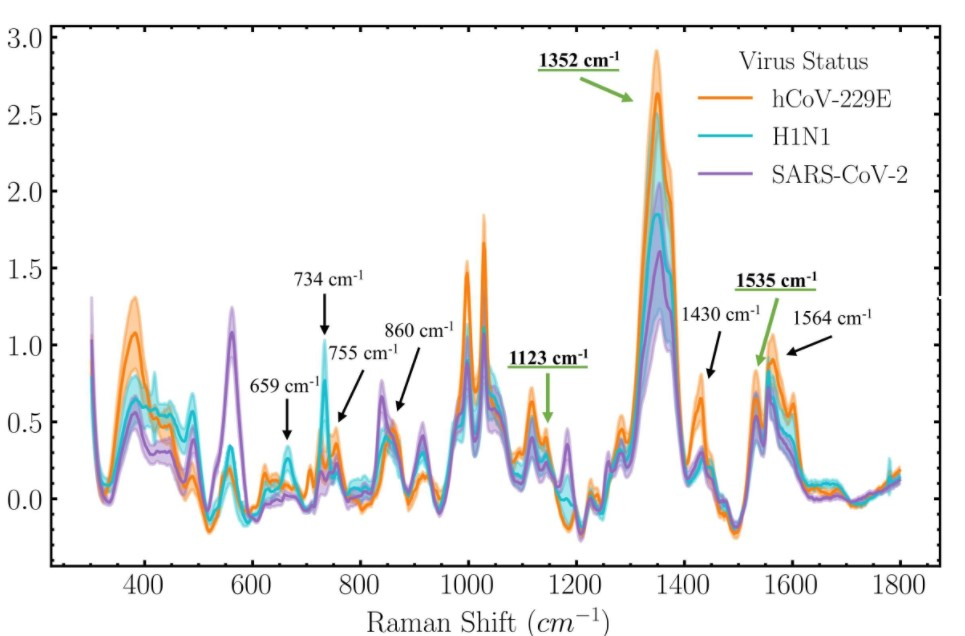 3.0
2.5
2.0
1.5
1.0
0.5
0.0
400 600 800 1000 1200 1400 1600 1800
Raman Shift (cm⁻¹)
Virus Status
hCoV-229E
H1N1
SARS-CoV-2
1352 cm⁻¹
734 cm⁻¹
755 cm⁻¹
860 cm⁻¹
659 cm⁻¹
1123 cm⁻¹
1535 cm⁻¹
1430 cm⁻¹
1564 cm⁻¹